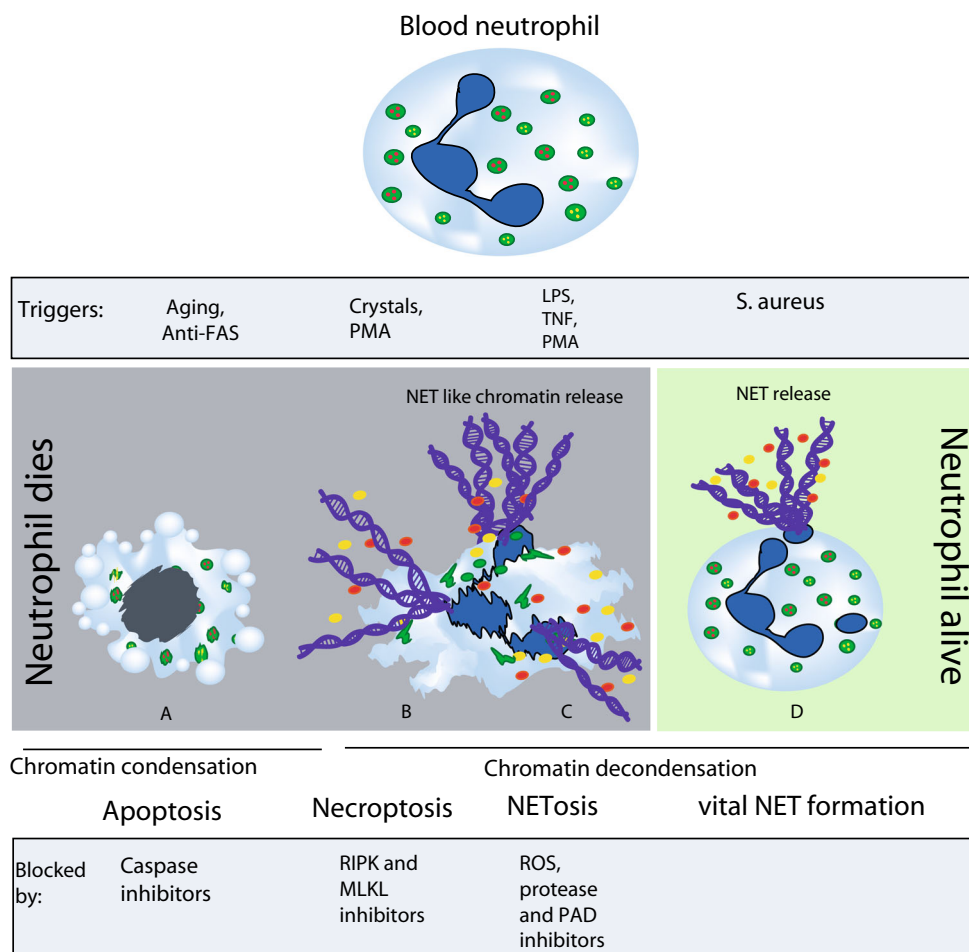 Blood neutrophil
Triggers:
Aging,
Anti-FAS
Crystals,
PMA
LPS,
TNF,
PMA
S. aureus
Neutrophil dies
NET like chromatin release
NET release
Neutrophil alive
A
B
C
D
Chromatin condensation
Chromatin decondensation
Apoptosis
Necroptosis
NETosis
vital NET formation
Blocked
by:
Caspase
inhibitors
RIPK and
MLKL
inhibitors
ROS,
protease
and PAD
inhibitors